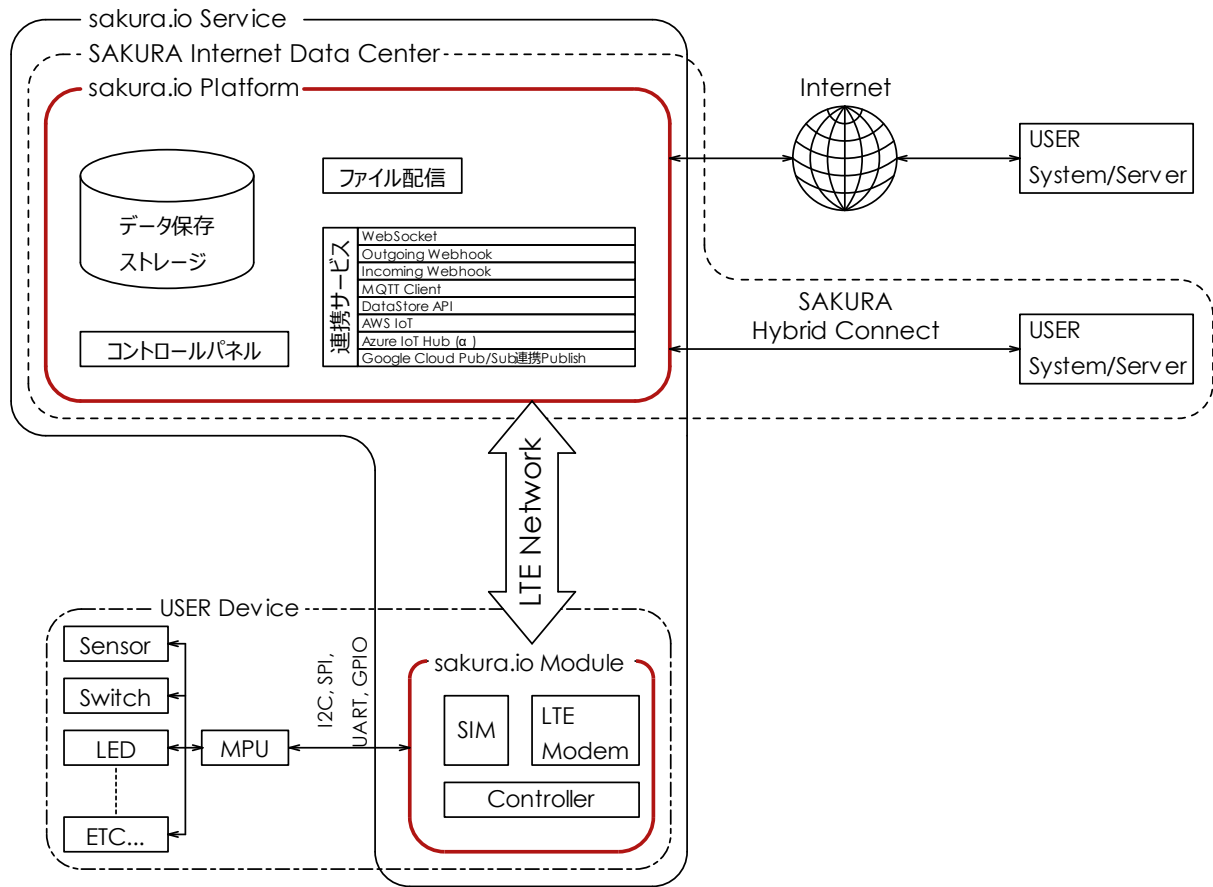 sakura.io Service
SAKURA Internet Data Center
sakura.io Platform
データ保存
ストレージ
コントロールパネル
ファイル配信
連携サービス
WebSocket
Outgoing Webhook
Incoming Webhook
MQTT Client
DataStore API
AWS IoT
Azure IoT Hub (α )
Google Cloud Pub/Sub連携Publish
Internet
USER
System/Server
SAKURA
Hybrid Connect
USER
System/Server
LTE Network
USER Device
Sensor
Switch
LED
ETC...
MPU
I2C, SPI,
UART, GPIO
sakura.io Module
SIM
LTE
Modem
Controller